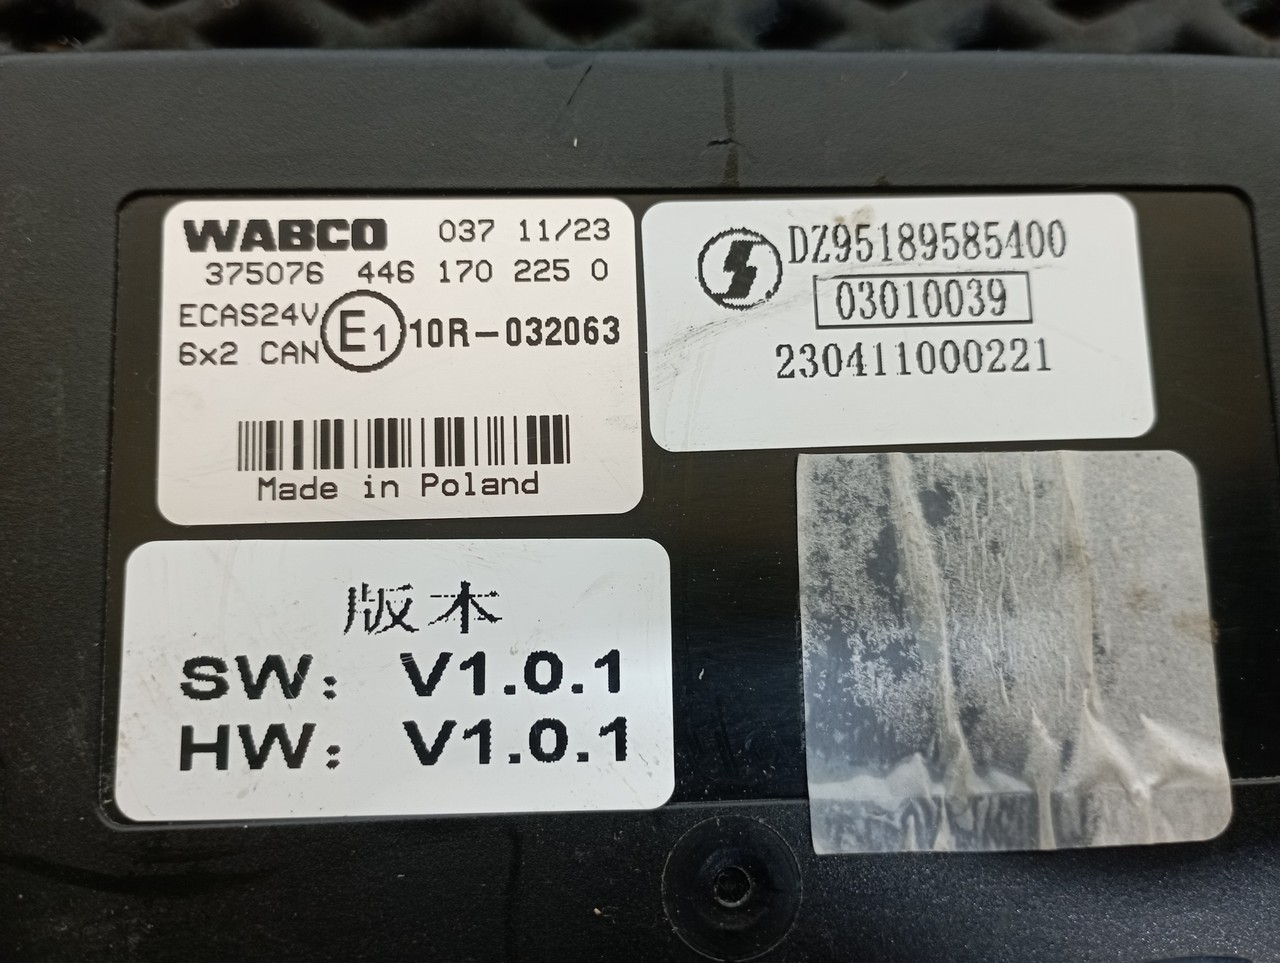 WABCO 037 11/23
375076 446 170 225 0
ECAS24V
6x2 CAN
E1 10R-032063
Made in Poland
DZ95189585400
03010039
230411000221
版本
SW: V1.0.1
HW: V1.0.1